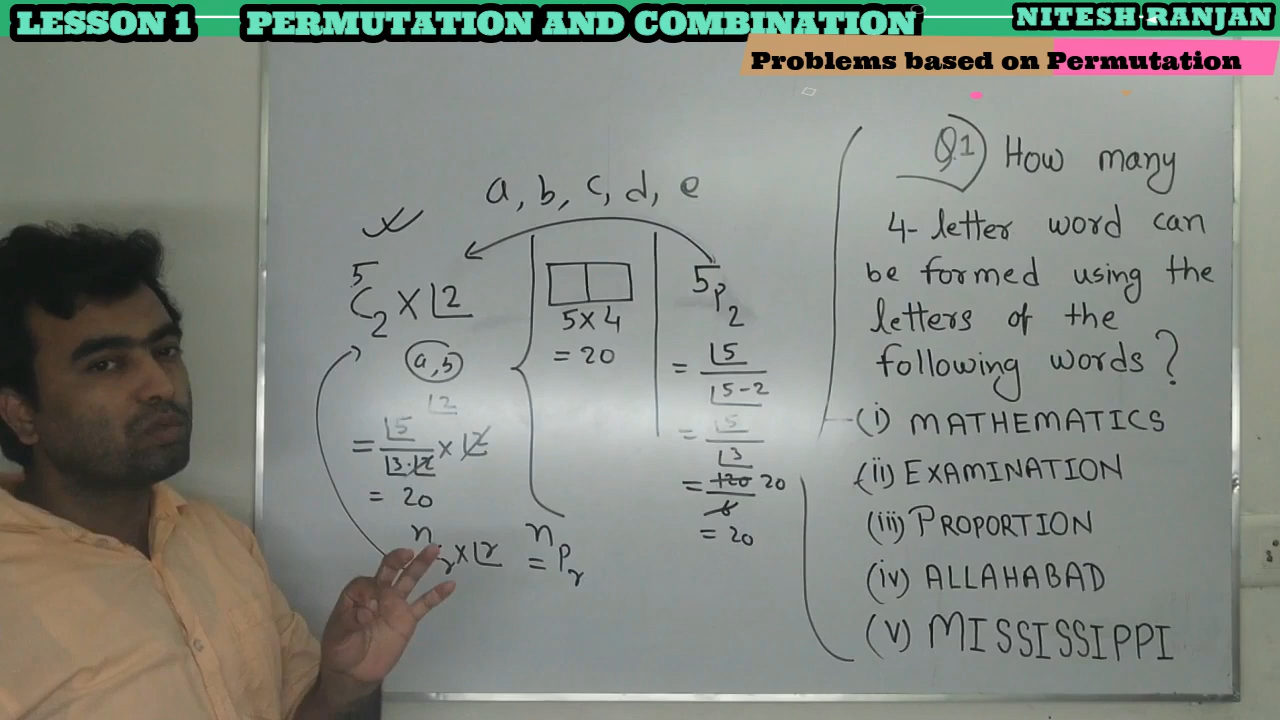 LESSON 1 PERMUTATION AND COMBINATION NITESH RANJAN
Problems based on Permutation
a, b, c, d, e
5
C2 × ⌊2
a, b
⌊2
= ⌊5 / ⌊3·⌊2 × ⌊2
= 20
n r × ⌊r = nPr
5 × 4
= 20
5P2
= ⌊5 / ⌊5-2
= ⌊5 / ⌊3
= 120 / 6 20
= 20
Q1 How many
4- letter word can
be formed using the
letters of the
following words?
(i) MATHEMATICS
(ii) EXAMINATION
(iii) PROPORTION
(iv) ALLAHABAD
(v) MISSISSIPPI